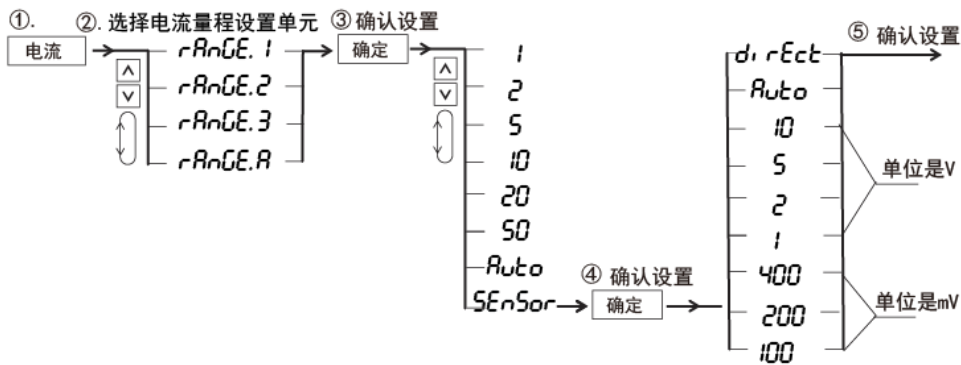 ①.
②. 选择电流量程设置单元
③ 确认设置
电流
rAnGE.1
rAnGE.2
rAnGE.3
rAnGE.A
确定
1
2
5
10
20
50
Auto
SEnSor
④ 确认设置
确定
dirEct
Auto
10
5
2
1
400
200
100
⑤ 确认设置
单位是V
单位是mV